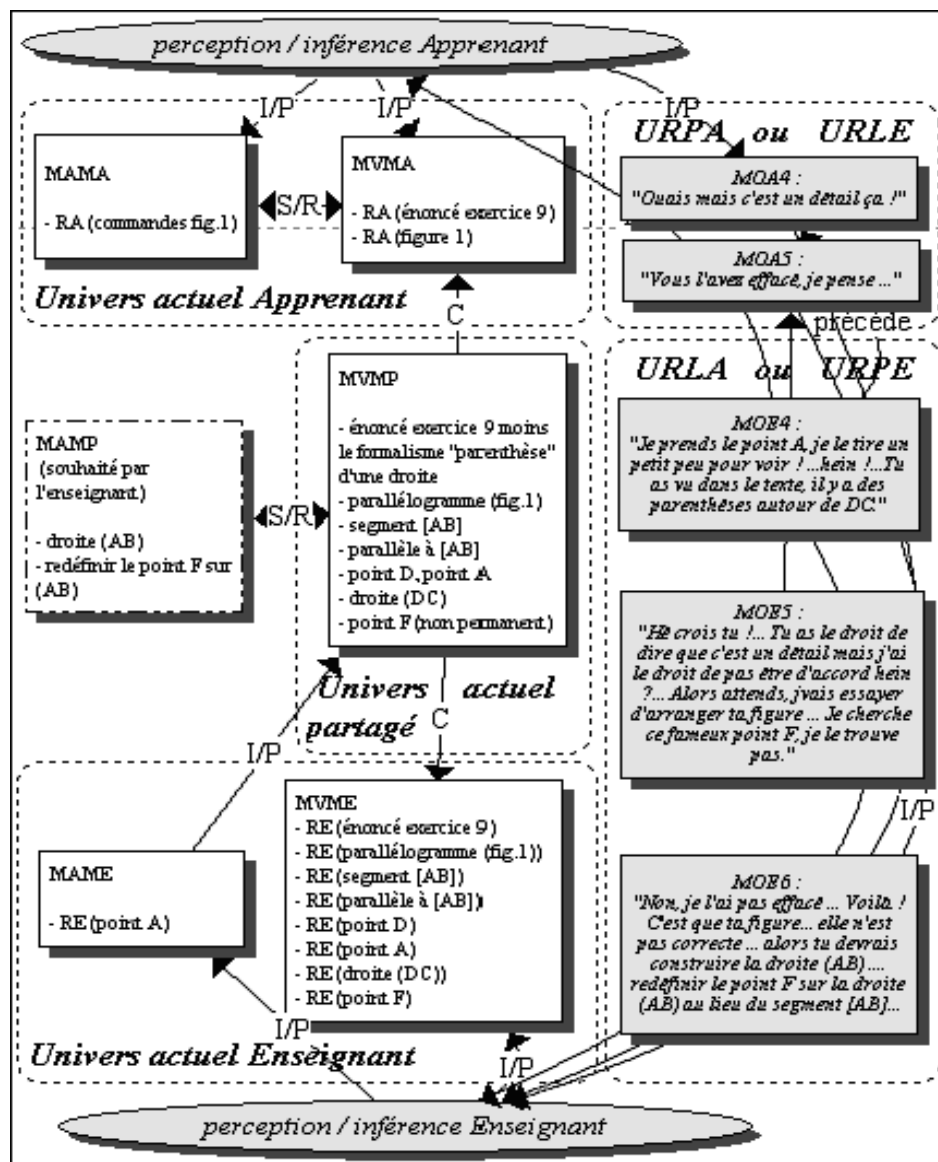 perception / inférence Apprenant
I/P
I/P
I/P
MAMA
- RA (commandes fig.1)
S/R
MVMA
- RA (énoncé exercice 9)
- RA (figure 1)
Univers actuel Apprenant
URPA ou URLE
MOA4 :
"Ouais mais c'est un détail ça !"
MOA5 :
"Vous l'avez effacé, je pense ..."
précède
C
MAMP
(souhaité par
l'enseignant)
- droite (AB)
- redéfinir le point F sur
(AB)
S/R
MVMP
- énoncé exercice 9 moins
le formalisme "parenthèse"
d'une droite
- parallélogramme (fig.1)
- segment [AB]
- parallèle à [AB]
- point D, point A
- droite (DC)
- point F (non permanent)
Univers actuel
partagé
C
I/P
URLA ou URPE
MOE4 :
"Je prends le point A, je le tire un
petit peu pour voir ! ...hein !...Tu
as vu dans le texte, il y a des
parenthèses autour de DC."
MOE5 :
"Hé crois tu !... Tu as le droit de
dire que c'est un détail mais j'ai
le droit de pas être d'accord hein
?... Alors attends, jvais essayer
d'arranger ta figure ... Je cherche
ce fameux point F, je le trouve
pas."
I/P
MOE6 :
"Non, je l'ai pas effacé ... Voilà !
C'est que ta figure... elle n'est
pas correcte ... alors tu devrais
construire la droite (AB) ....
redéfinir le point F sur la droite
(AB) au lieu du segment [AB]...
MAME
- RE (point A)
MVME
- RE (énoncé exercice 9)
- RE (parallélogramme (fig.1))
- RE (segment [AB])
- RE (parallèle à [AB])
- RE (point D)
- RE (point A)
- RE (droite (DC))
- RE (point F)
I/P
I/P
Univers actuel Enseignant
perception / inférence Enseignant